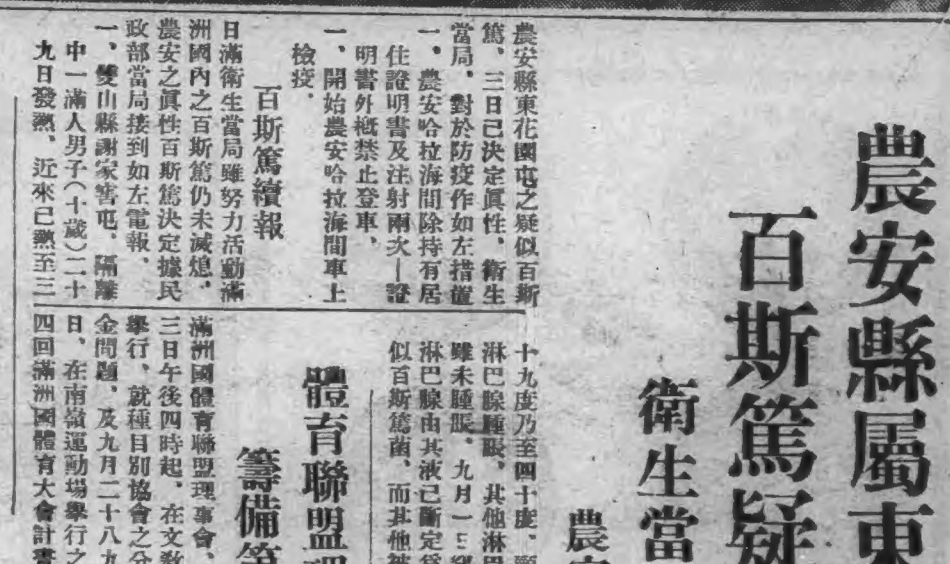 農安縣屬東
百斯篤疑
衛生當
農安
農安縣東花園屯之疑似百斯
篤、三日已決定眞性、衛生
當局、對於防疫作如左措置
一、農安哈拉海間除持有居
住證明書及注射兩次—證
明書外槪禁止登車、
一、開始農安哈拉海間車上
檢疫、
百斯篤續報
日滿衛生當局雖努力活動滿
洲國內之百斯篤仍未滅熄、
農安之眞性百斯篤決定據民
政部當局接到如左電報、
一、雙山縣謝家窖屯、隔離
中一滿人男子(十歲)二十
九日發熱、近來已熱至三
十九度乃至四十度、
淋巴腺腫脹、其他淋巴
雖未腫脹、九月一日
淋巴腺由其液已斷定爲
似百斯篤菌、而其他被
體育聯盟理
籌備第
滿洲國體育聯盟理事會、
三日午後四時起、在文敎
舉行、就種目別協會之分
金問題、及九月二十八九
日、在南嶺運動場舉行之
四回滿洲國體育大會計畫